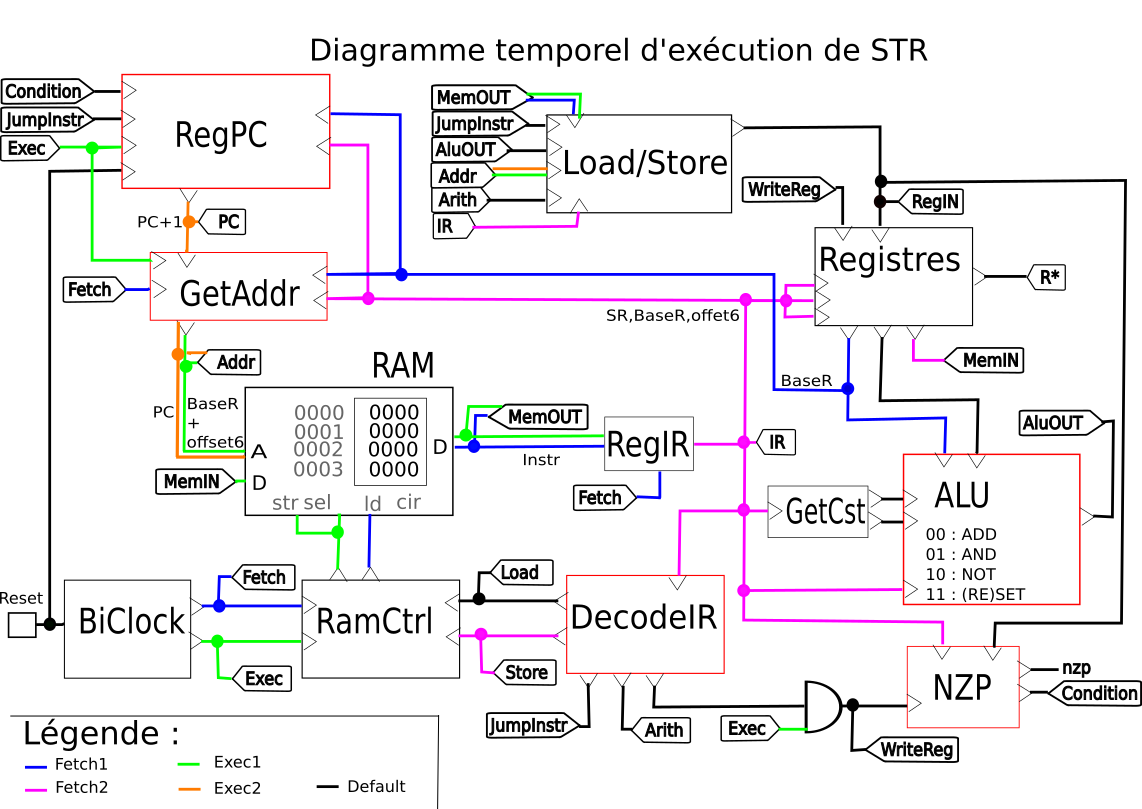 Diagramme temporel d'exécution de STR
Condition
JumpInstr
Exec
RegPC
MemOUT
JumpInstr
AluOUT
Addr
Arith
IR
Load/Store
WriteReg
RegIN
PC+1
PC
Fetch
GetAddr
Registres
R*
SR,BaseR,offet6
Addr
RAM
MemIN
BaseR
PC
BaseR
+
offset6
0000 0000
0001 0000
0002 0000
0003 0000
A
D
D
str sel ld cir
MemIN
MemOUT
Instr
RegIR
Fetch
IR
AluOUT
GetCst
ALU
00 : ADD
01 : AND
10 : NOT
11 : (RE)SET
Reset
BiClock
Fetch
Exec
RamCtrl
Load
Store
DecodeIR
JumpInstr
Arith
Exec
WriteReg
NZP
nzp
Condition
Légende :
Fetch1
Exec1
Fetch2
Exec2
Default